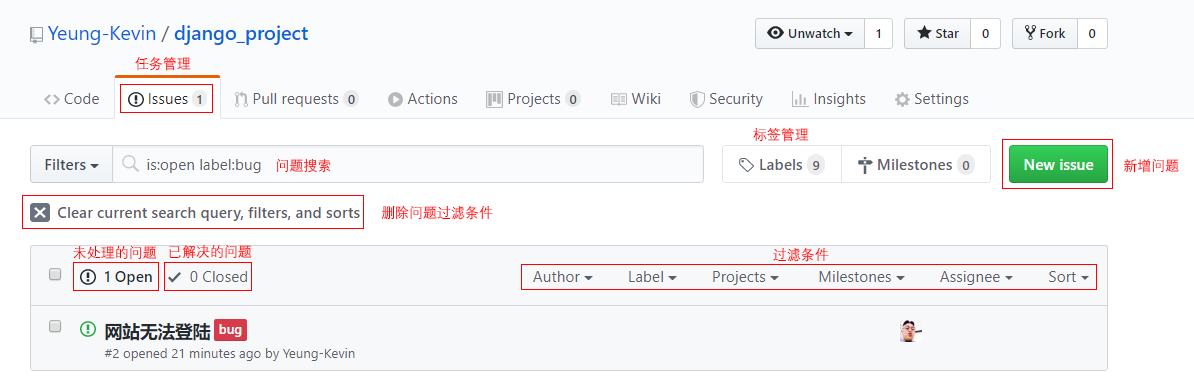 Yeung-Kevin / django_project
Unwatch 1 Star 0 Fork 0
任务管理
Code Issues 1 Pull requests 0 Actions Projects 0 Wiki Security Insights Settings
标签管理
Filters is:open label:bug 问题搜索 Labels 9 Milestones 0 New issue 新增问题
Clear current search query, filters, and sorts 删除问题过滤条件
未处理的问题 已解决的问题 过滤条件
1 Open 0 Closed Author Label Projects Milestones Assignee Sort
网站无法登陆 bug
#2 opened 21 minutes ago by Yeung-Kevin